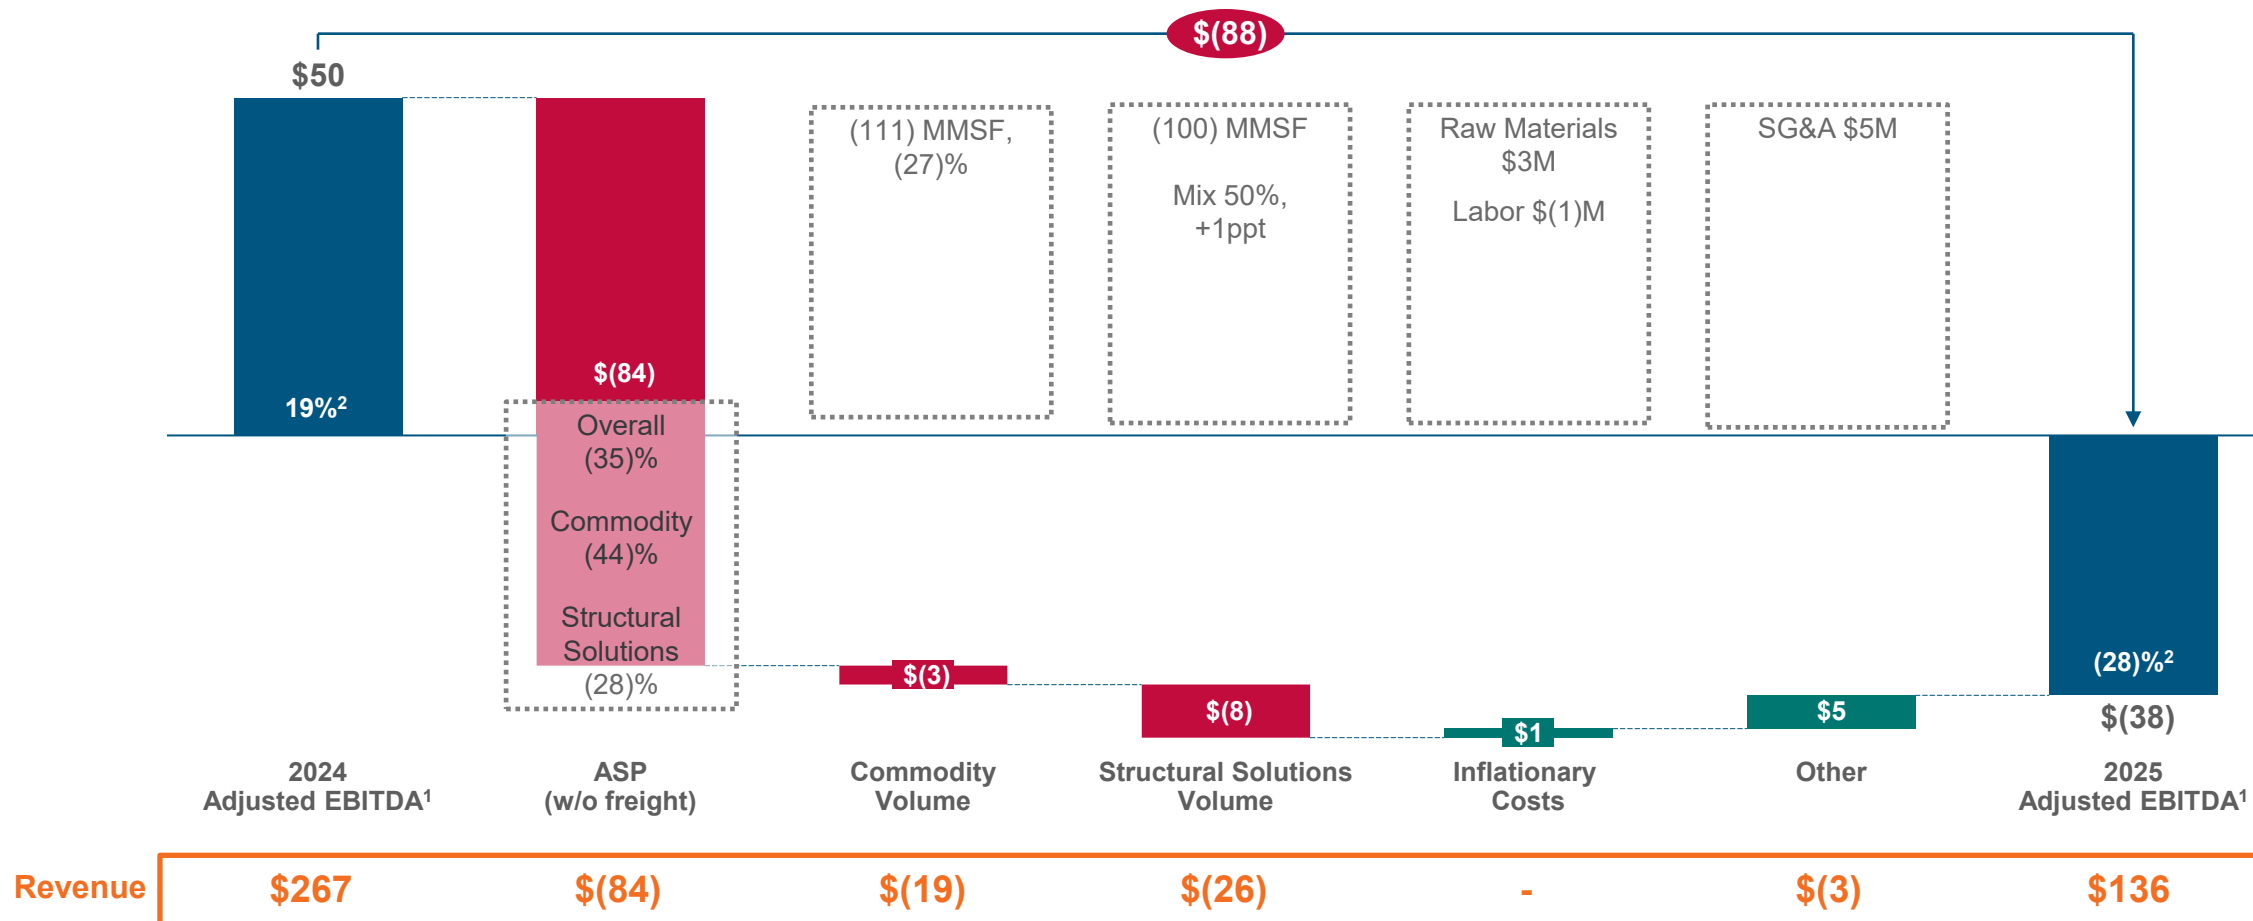 $(88)
$50
19%2
$(84)
Overall
(35)%
Commodity
(44)%
Structural
Solutions
(28)%
(111) MMSF,
(27)%
(100) MMSF
Mix 50%,
+1ppt
Raw Materials
$3M
Labor $(1)M
SG&A $5M
$(3)
$(8)
$1
$5
(28)%2
$(38)
2024
Adjusted EBITDA1
ASP
(w/o freight)
Commodity
Volume
Structural Solutions
Volume
Inflationary
Costs
Other
2025
Adjusted EBITDA1
Revenue $267 $(84) $(19) $(26) - $(3) $136